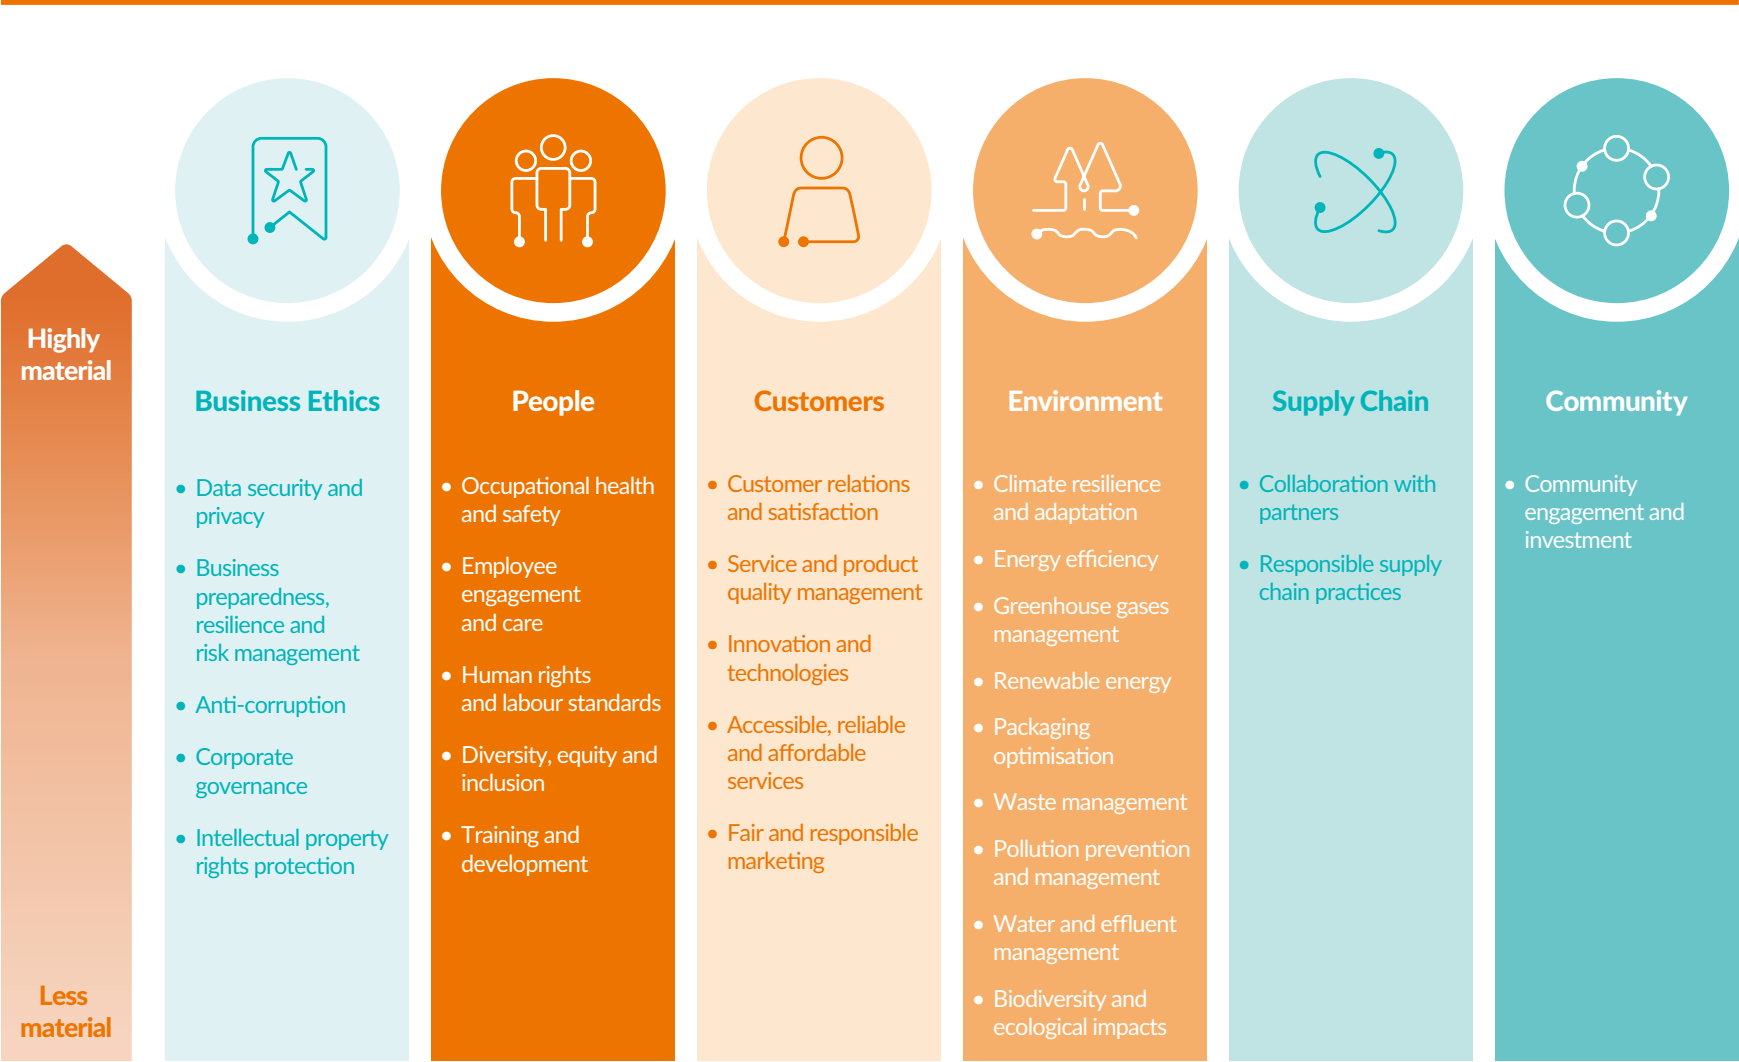 Highly
material
Less
material
Business Ethics
• Data security and
privacy
• Business
preparedness,
resilience and
risk management
• Anti-corruption
• Corporate
governance
• Intellectual property
rights protection
People
• Occupational health
and safety
• Employee
engagement
and care
• Human rights
and labour standards
• Diversity, equity and
inclusion
• Training and
development
Customers
• Customer relations
and satisfaction
• Service and product
quality management
• Innovation and
technologies
• Accessible, reliable
and affordable
services
• Fair and responsible
marketing
Environment
• Climate resilience
and adaptation
• Energy efficiency
• Greenhouse gases
management
• Renewable energy
• Packaging
optimisation
• Waste management
• Pollution prevention
and management
• Water and effluent
management
• Biodiversity and
ecological impacts
Supply Chain
• Collaboration with
partners
• Responsible supply
chain practices
Community
• Community
engagement and
investment